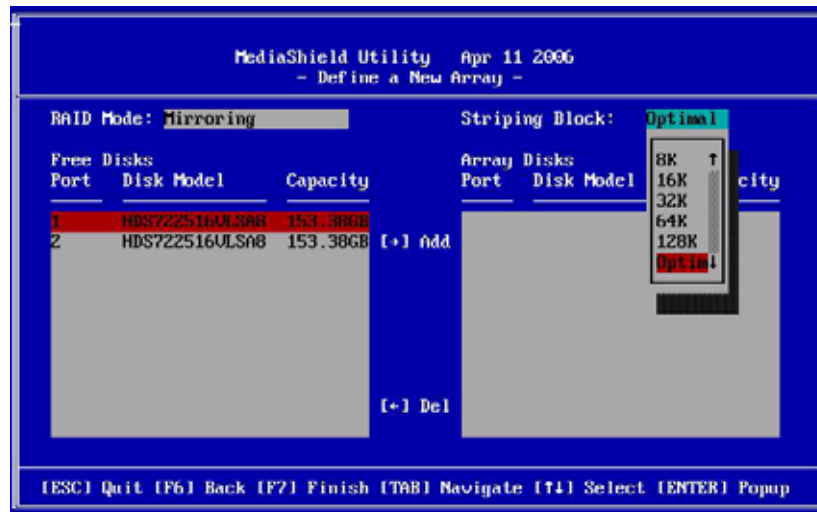 MediaShield Utility Apr 11 2006
- Define a New Array -
RAID Mode: Mirroring
Striping Block: Optimal
Free Disks
Port Disk Model Capacity
1 HDS722516VLSA8 153.38GB
2 HDS722516VLSA8 153.38GB
[→] Add
[←] Del
Array Disks
Port Disk Model city
8K ↑
16K
32K
64K
128K
Optim↓
[ESC] Quit [F6] Back [F7] Finish [TAB] Navigate [↑↓] Select [ENTER] Popup